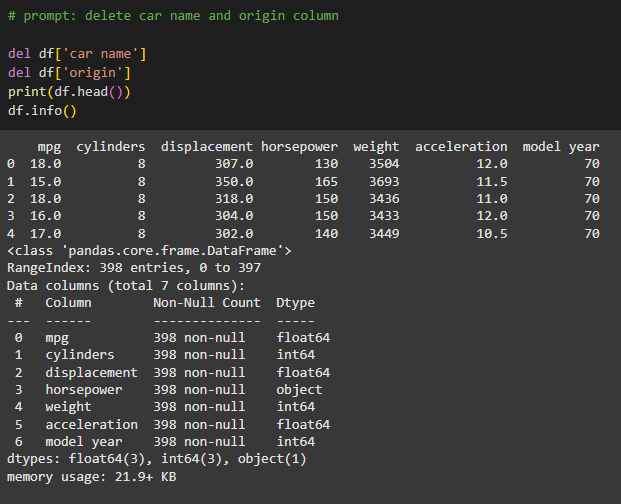 # prompt: delete car name and origin column
del df['car name']
del df['origin']
print(df.head())
df.info()
    mpg  cylinders  displacement horsepower  weight  acceleration  model year
0  18.0          8         307.0        130    3504          12.0          70
1  15.0          8         350.0        165    3693          11.5          70
2  18.0          8         318.0        150    3436          11.0          70
3  16.0          8         304.0        150    3433          12.0          70
4  17.0          8         302.0        140    3449          10.5          70
<class 'pandas.core.frame.DataFrame'>
RangeIndex: 398 entries, 0 to 397
Data columns (total 7 columns):
 #   Column        Non-Null Count  Dtype
---  ------        --------------  -----
 0   mpg           398 non-null    float64
 1   cylinders     398 non-null    int64
 2   displacement  398 non-null    float64
 3   horsepower    398 non-null    object
 4   weight        398 non-null    int64
 5   acceleration  398 non-null    float64
 6   model year    398 non-null    int64
dtypes: float64(3), int64(3), object(1)
memory usage: 21.9+ KB